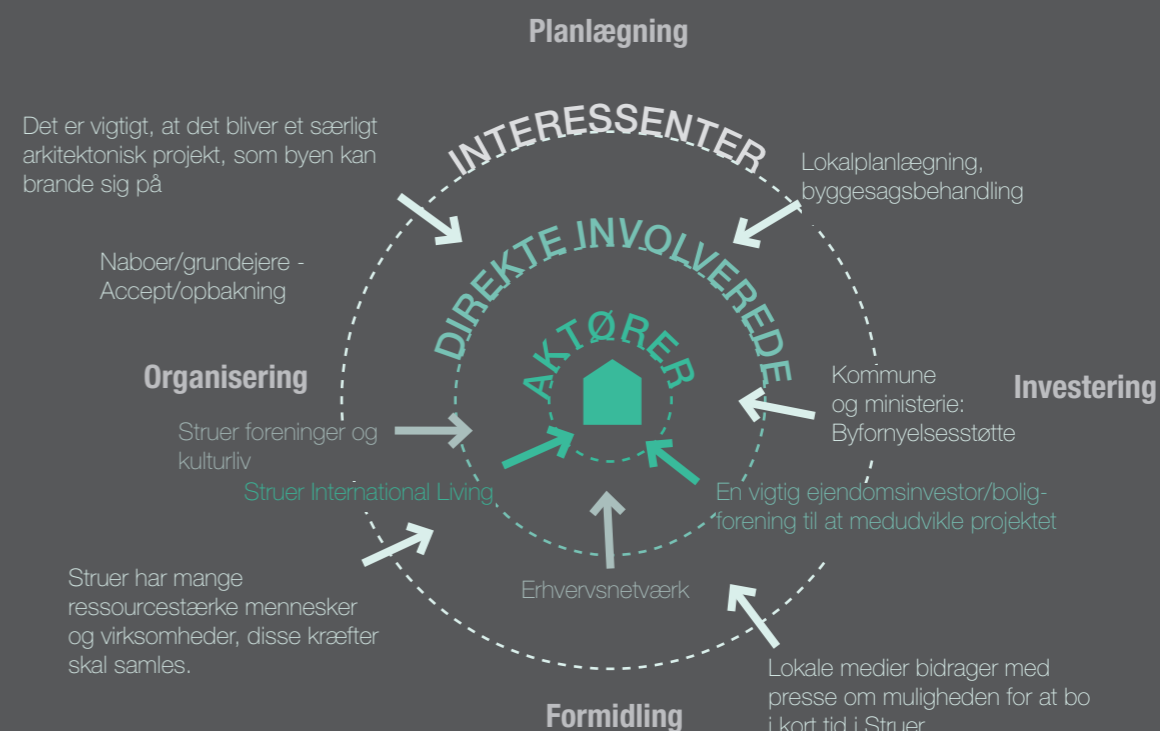 Planlægning
INTERESSENTER
Det er vigtigt, at det bliver et særligt
arkitektonisk projekt, som byen kan
brande sig på
Lokalplanlægning,
byggesagsbehandling
DIREKTE INVOLVEREDE
Naboer/grundejere -
Accept/opbakning
AKTØRER
Organisering
Kommune
og ministerie:
Byfornyelsesstøtte
Investering
Struer foreninger og
kulturliv
Struer International Living
En vigtig ejendomsinvestor/bolig-
forening til at medudvikle projektet
Erhvervsnetværk
Struer har mange
ressourcestærke mennesker
og virksomheder, disse kræfter
skal samles.
Lokale medier bidrager med
presse om muligheden for at bo
i kort tid i Struer
Formidling